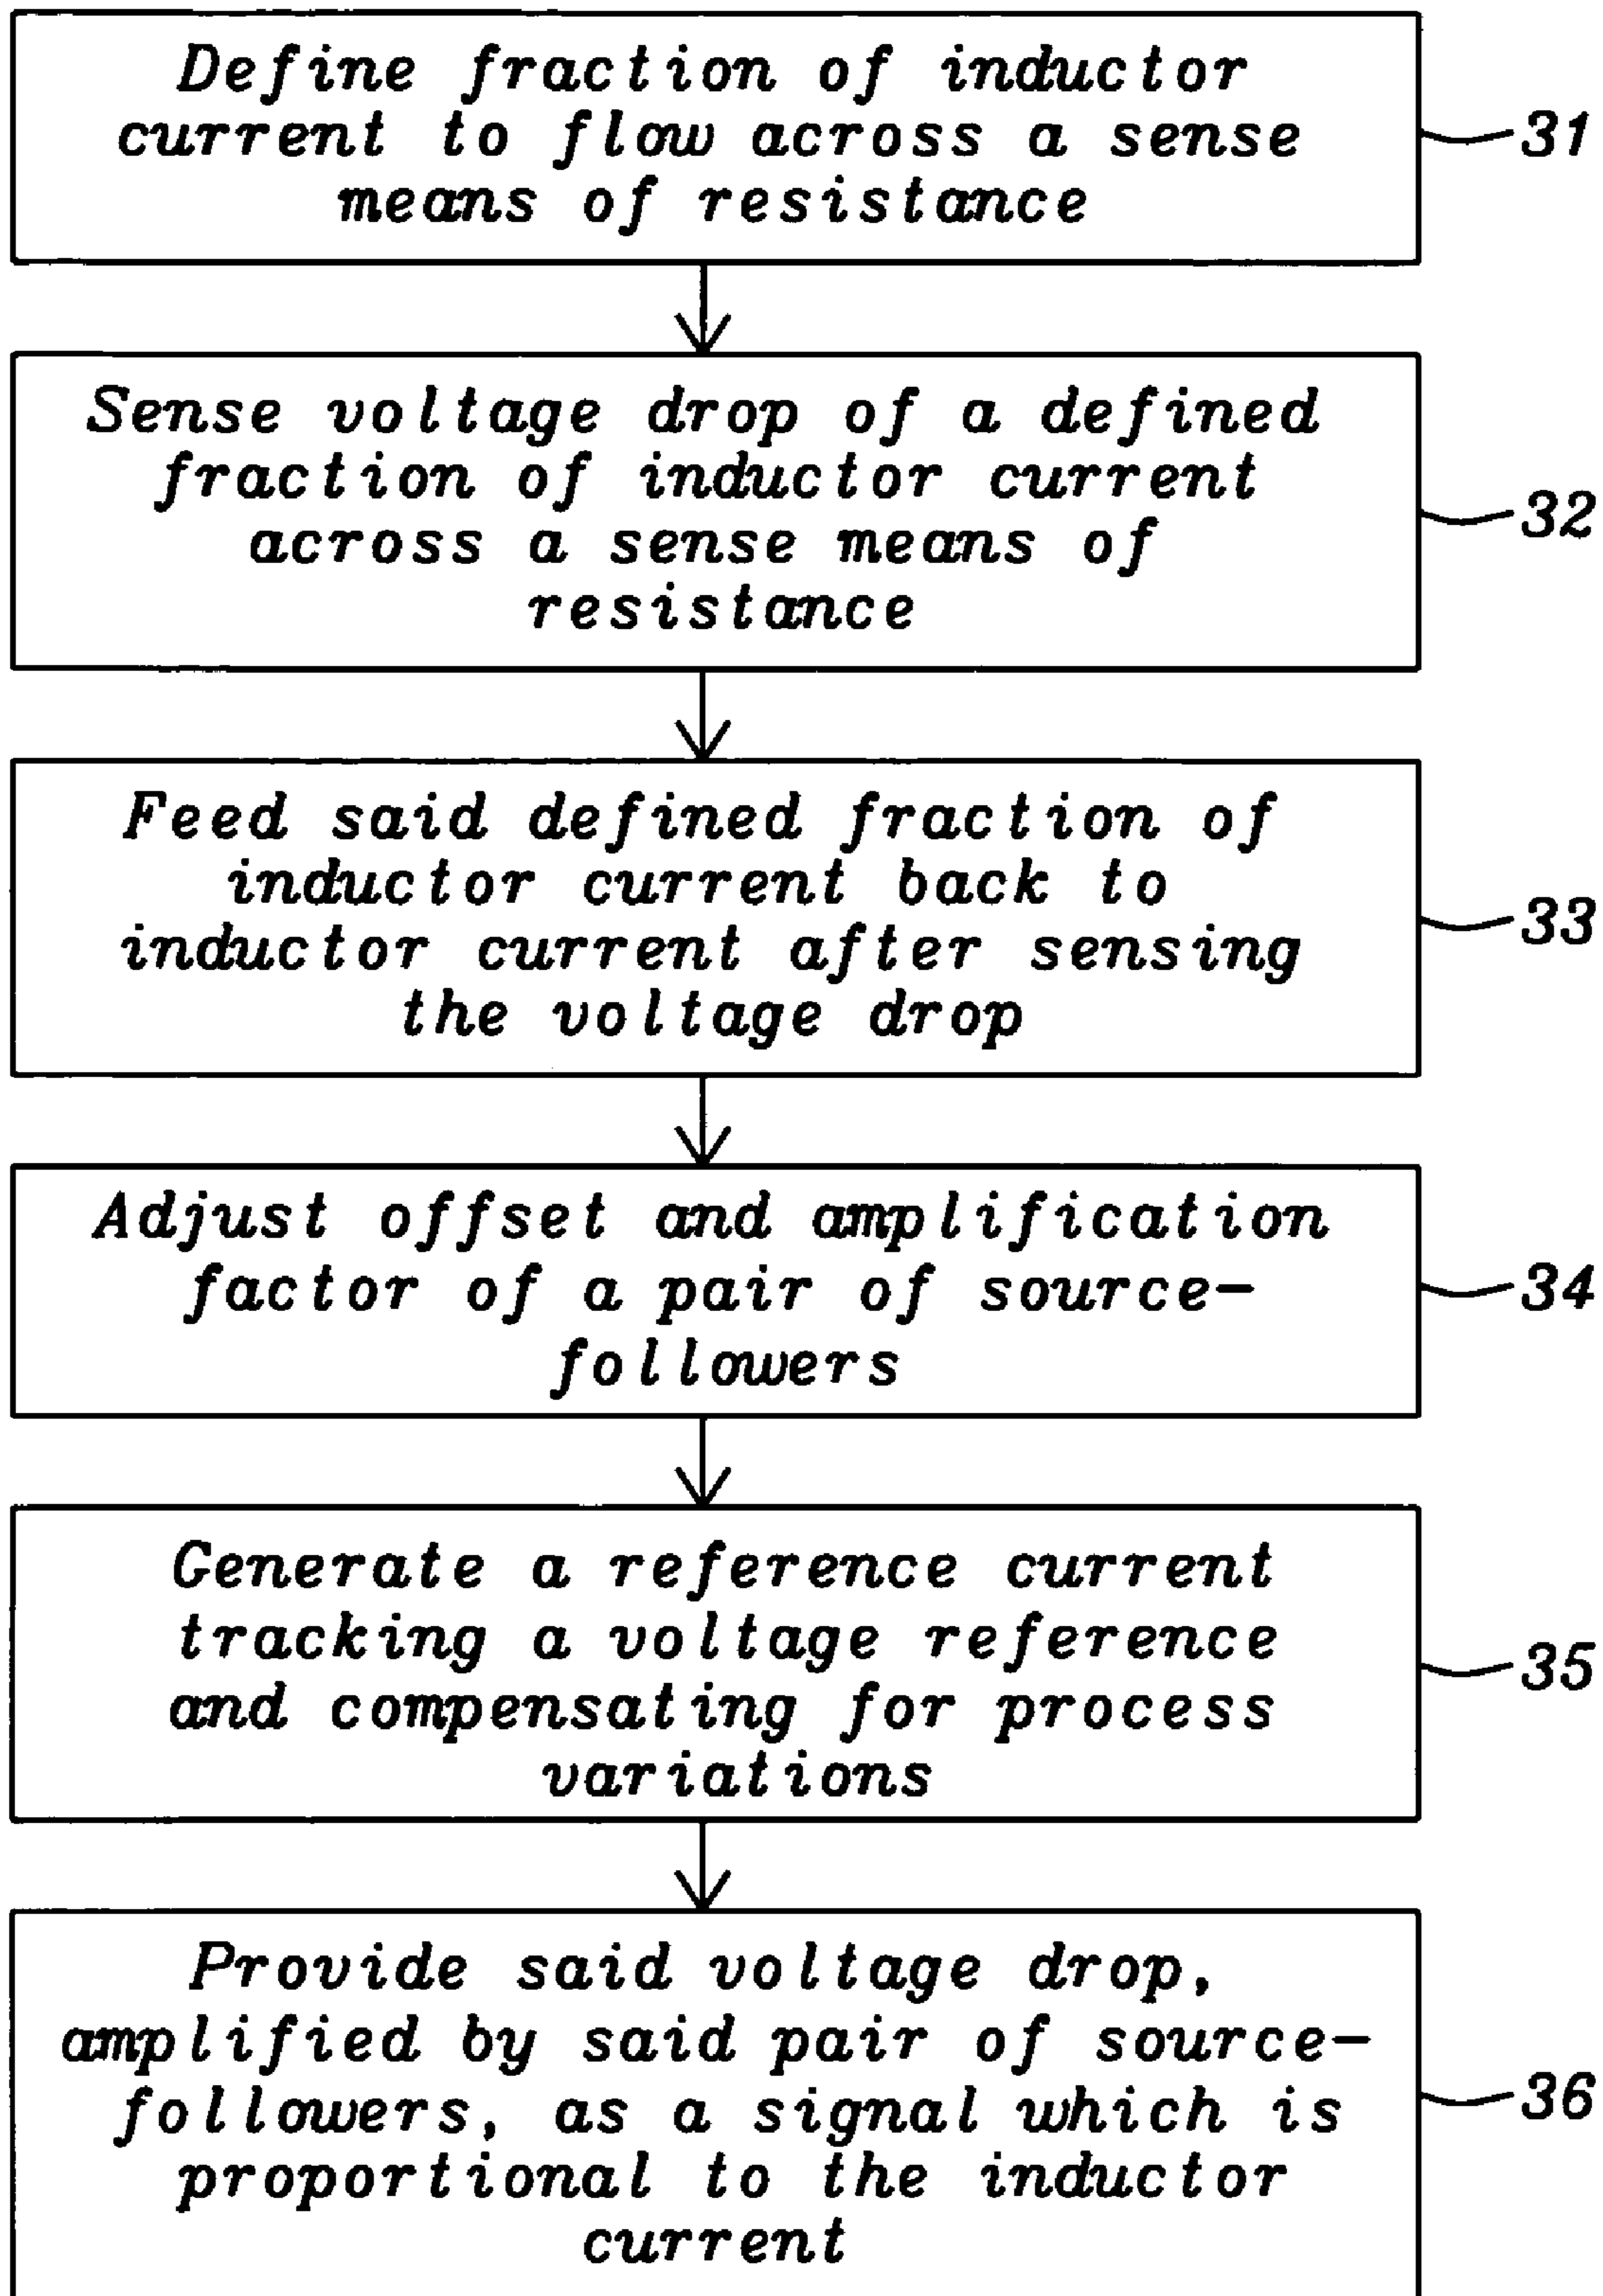 Define fraction of inductor
current to flow across a sense
means of resistance
31
Sense voltage drop of a defined
fraction of inductor current
across a sense means of
resistance
32
Feed said defined fraction of
inductor current back to
inductor current after sensing
the voltage drop
33
Adjust offset and amplification
factor of a pair of source-
followers
34
Generate a reference current
tracking a voltage reference
and compensating for process
variations
35
Provide said voltage drop,
amplified by said pair of source-
followers, as a signal which is
proportional to the inductor
current
36